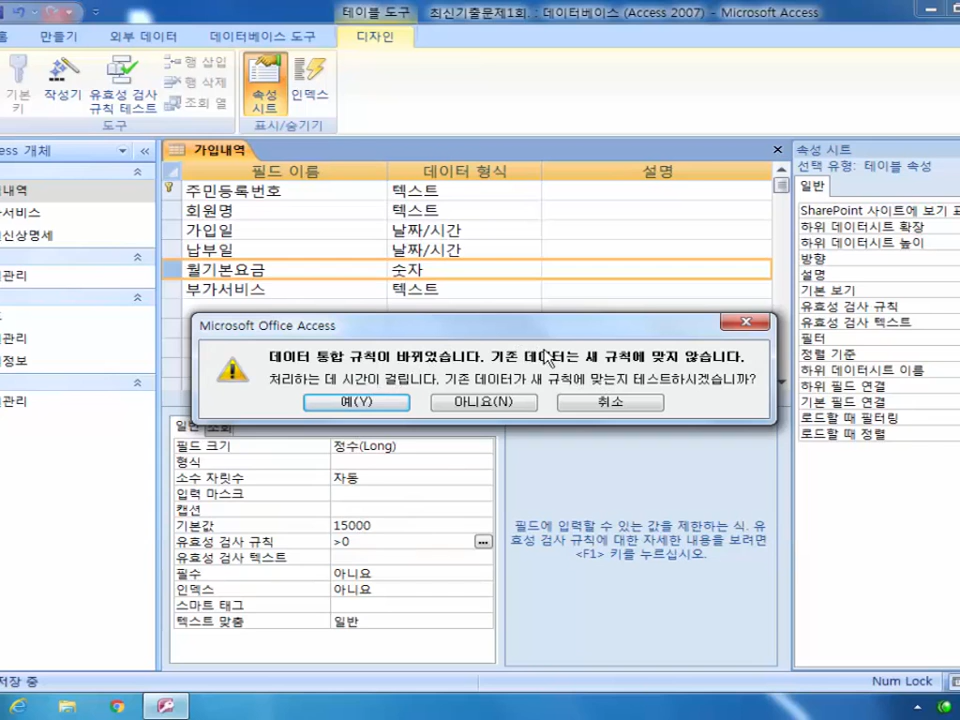 테이블 도구 최신기출문제1회. : 데이터베이스 (Access 2007) - Microsoft Access
홈 만들기 외부 데이터 데이터베이스 도구 디자인
기본 키
작성기
유효성 검사 규칙 테스트
행 삽입
행 삭제
조회 열
속성 시트
인덱스
도구 표시/숨기기
ess 개체
내역
서비스
신상명세
관리
관리
정보
관리
가입내역
필드 이름 데이터 형식 설명
주민등록번호 텍스트
회원명 텍스트
가입일 날짜/시간
납부일 날짜/시간
월기본요금 숫자
부가서비스 텍스트
Microsoft Office Access
데이터 통합 규칙이 바뀌었습니다. 기존 데이터는 새 규칙에 맞지 않습니다.
처리하는 데 시간이 걸립니다. 기존 데이터가 새 규칙에 맞는지 테스트하시겠습니까?
예(Y) 아니요(N) 취소
일반 조회
필드 크기 정수(Long)
형식
소수 자릿수 자동
입력 마스크
캡션
기본값 15000
유효성 검사 규칙 >0
유효성 검사 텍스트
필수 아니요
인덱스 아니요
스마트 태그
텍스트 맞춤 일반
필드에 입력할 수 있는 값을 제한하는 식. 유
효성 검사 규칙에 대한 자세한 내용을 보려면
<F1> 키를 누르십시오.
속성 시트
선택 유형: 테이블 속성
일반
SharePoint 사이트에 보기 표
하위 데이터시트 확장
하위 데이터시트 높이
방향
설명
기본 보기
유효성 검사 규칙
유효성 검사 텍스트
필터
정렬 기준
하위 데이터시트 이름
하위 필드 연결
기본 필드 연결
로드할 때 필터링
로드할 때 정렬
저장 중 Num Lock